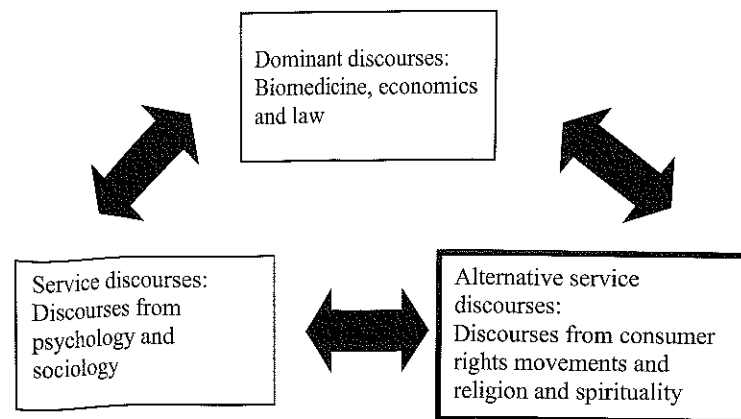 Dominant discourses:
Biomedicine, economics
and law
Service discourses:
Discourses from
psychology and
sociology
Alternative service
discourses:
Discourses from consumer
rights movements and
religion and spirituality